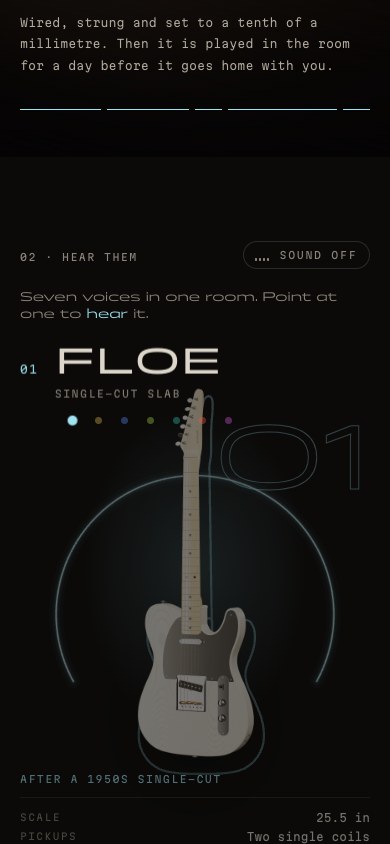 Wired, strung and set to a tenth of a
millimetre. Then it is played in the room
for a day before it goes home with you.
02 · HEAR THEM
SOUND OFF
Seven voices in one room. Point at
one to hear it.
01 FLOE
SINGLE-CUT SLAB
01
AFTER A 1950S SINGLE-CUT
SCALE 25.5 in
PICKUPS Two single coils